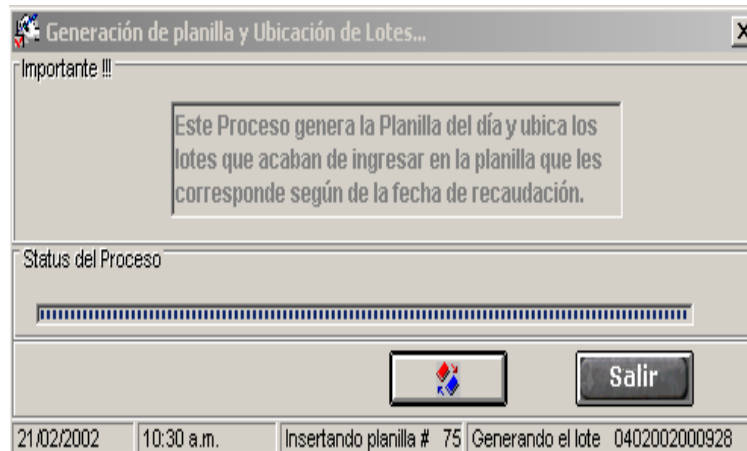 Generación de planilla y Ubicación de Lotes...
Importante !!!
Este Proceso genera la Planilla del día y ubica los
lotes que acaban de ingresar en la planilla que les
corresponde según de la fecha de recaudación.
Status del Proceso
Salir
21/02/2002 10:30 a.m. Insertando planilla # 75 Generando el lote 0402002000928